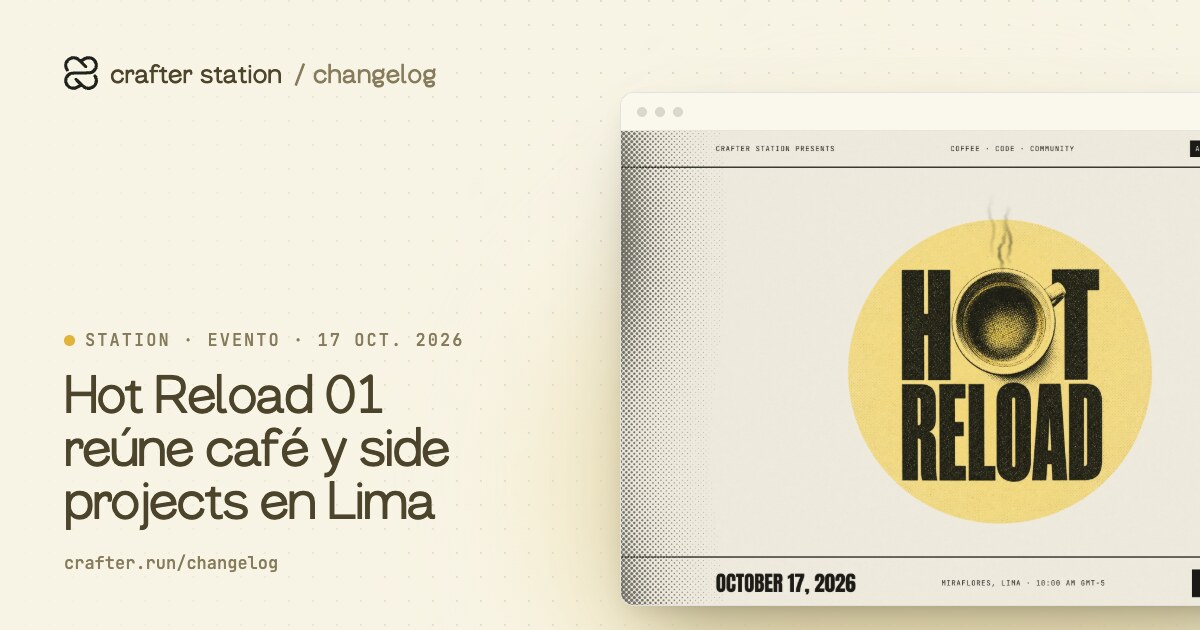 crafter station / changelog
CRAFTER STATION PRESENTS
COFFEE · CODE · COMMUNITY
HOT
RELOAD
STATION · EVENTO · 17 OCT. 2026
Hot Reload 01
reúne café y side
projects en Lima
crafter.run/changelog
OCTOBER 17, 2026
MIRAFLORES, LIMA · 10:00 AM GMT-5